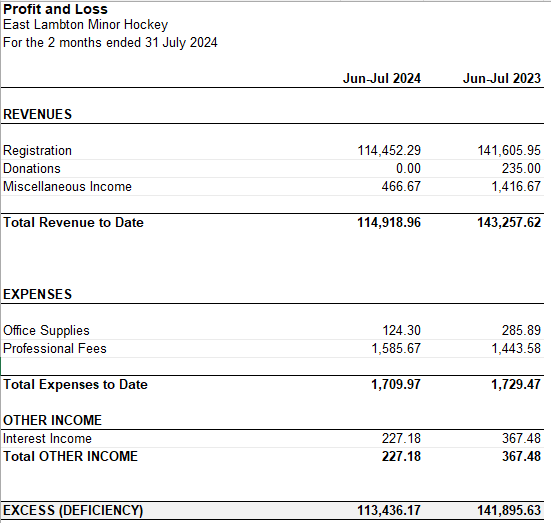 Profit and Loss
East Lambton Minor Hockey
For the 2 months ended 31 July 2024
Jun-Jul 2024 Jun-Jul 2023
REVENUES
Registration 114,452.29 141,605.95
Donations 0.00 235.00
Miscellaneous Income 466.67 1,416.67
Total Revenue to Date 114,918.96 143,257.62
EXPENSES
Office Supplies 124.30 285.89
Professional Fees 1,585.67 1,443.58
Total Expenses to Date 1,709.97 1,729.47
OTHER INCOME
Interest Income 227.18 367.48
Total OTHER INCOME 227.18 367.48
EXCESS (DEFICIENCY) 113,436.17 141,895.63